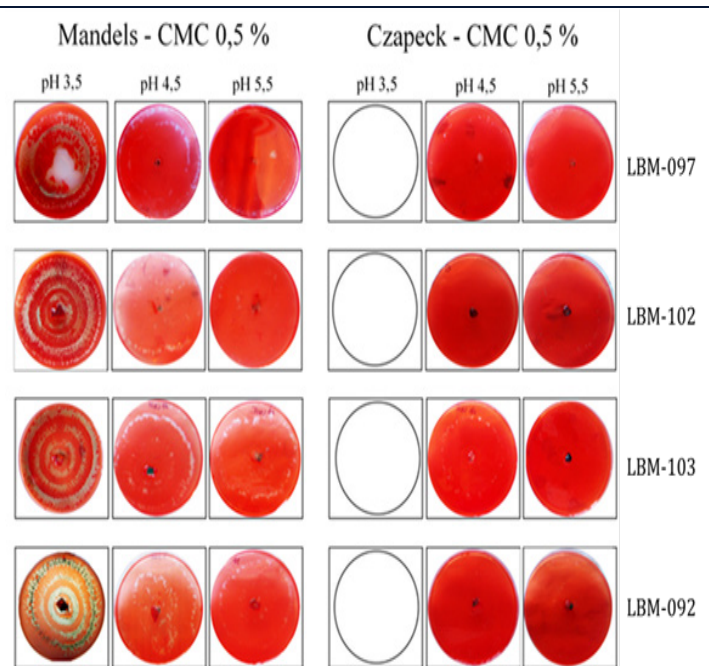 Mandels - CMC 0,5 % Czapeck - CMC 0,5 %
pH 3,5 pH 4,5 pH 5,5 pH 3,5 pH 4,5 pH 5,5
LBM-097
LBM-102
LBM-103
LBM-092